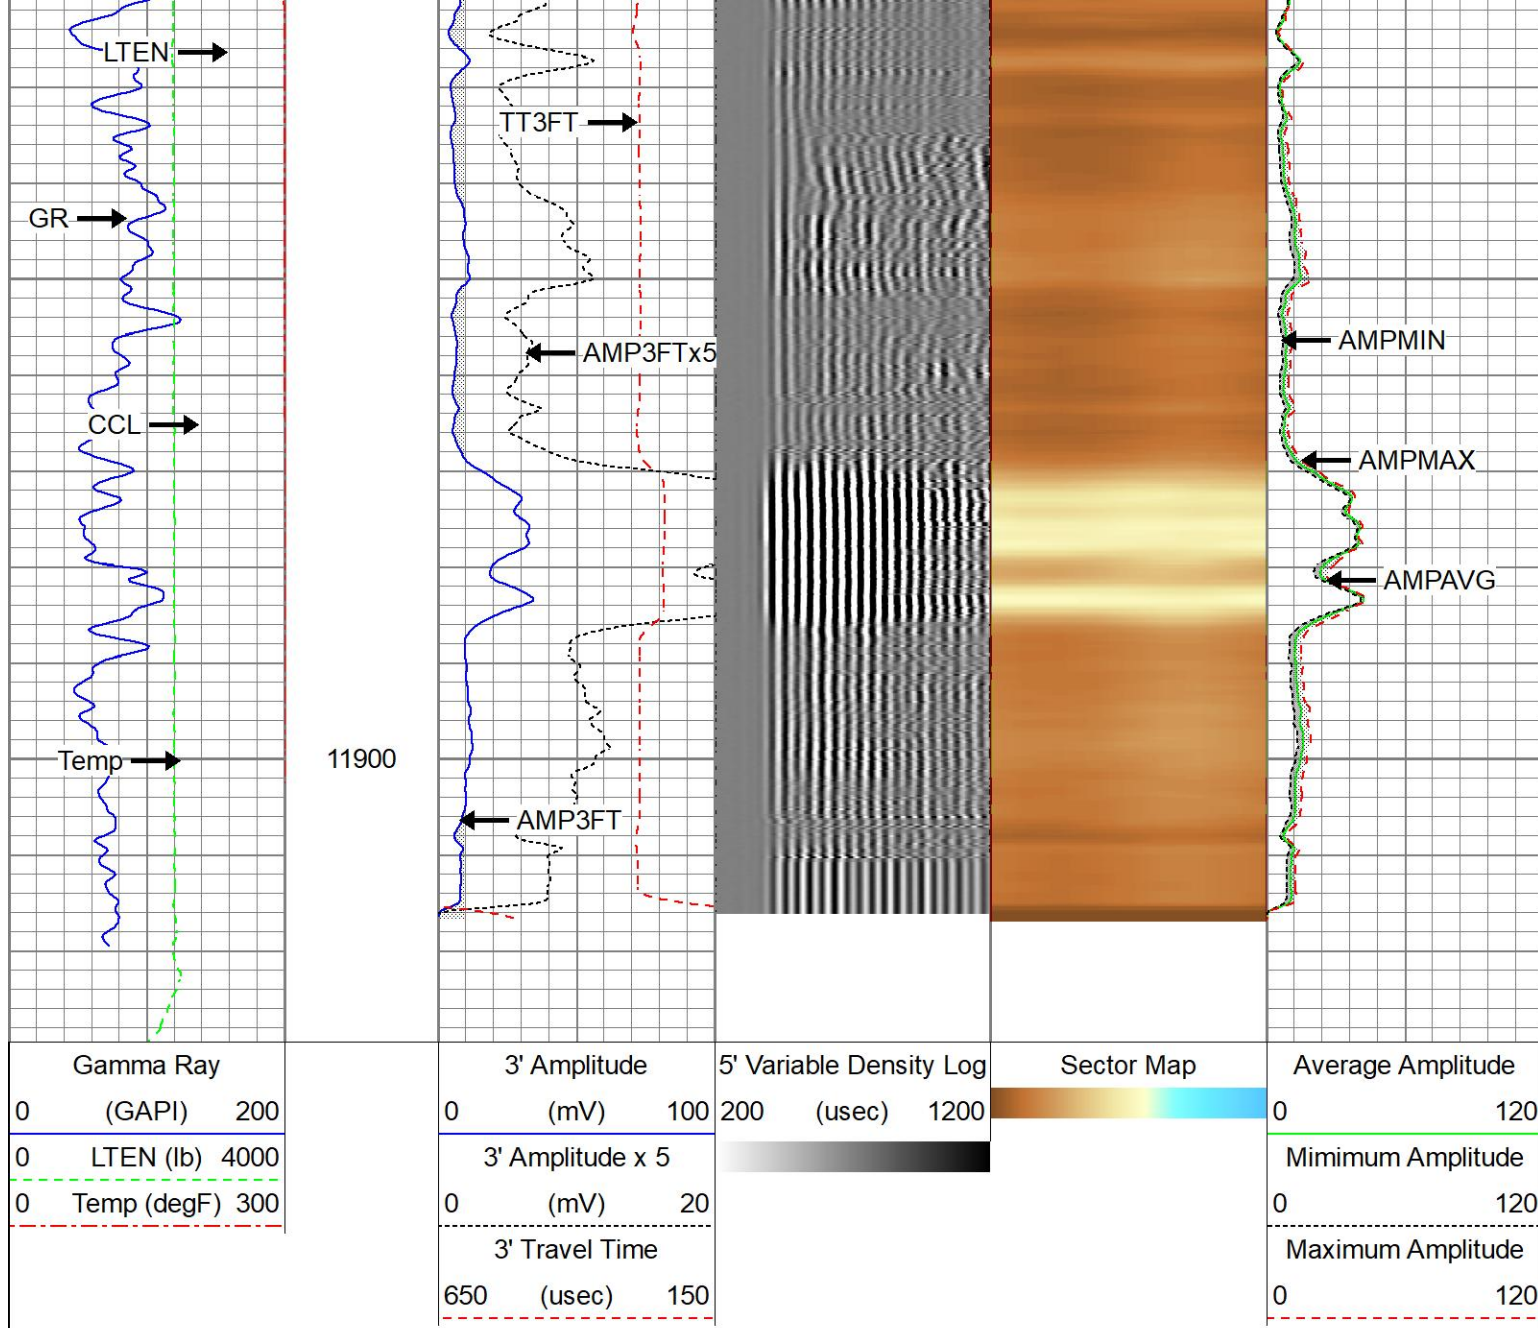 LTEN
TT3FT
GR
AMPMIN
AMP3FTx5
CCL
AMPMAX
AMPAVG
Temp
11900
AMP3FT
Gamma Ray
0 (GAPI) 200
0 LTEN (lb) 4000
0 Temp (degF) 300
3' Amplitude
0 (mV) 100
3' Amplitude x 5
0 (mV) 20
3' Travel Time
650 (usec) 150
5' Variable Density Log
200 (usec) 1200
Sector Map
Average Amplitude
0 120
Mimimum Amplitude
0 120
Maximum Amplitude
0 120